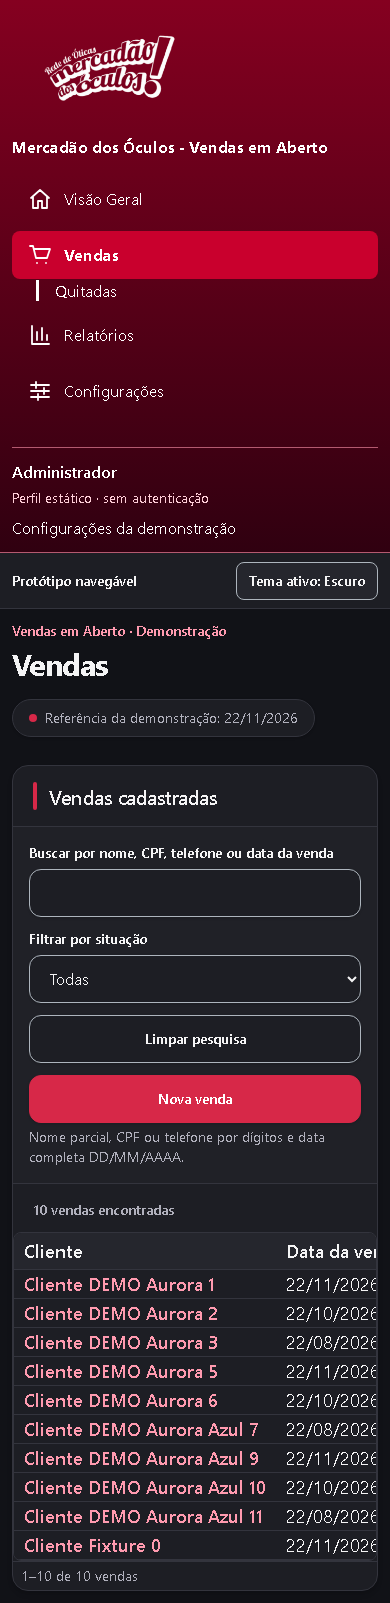 Rede de Óticas
mercadão
dos óculos!
Mercadão dos Óculos - Vendas em Aberto
Visão Geral
Vendas
Quitadas
Relatórios
Configurações
Administrador
Perfil estático · sem autenticação
Configurações da demonstração
Protótipo navegável
Tema ativo: Escuro
Vendas em Aberto · Demonstração
Vendas
Referência da demonstração: 22/11/2026
Vendas cadastradas
Buscar por nome, CPF, telefone ou data da venda
Filtrar por situação
Todas
Limpar pesquisa
Nova venda
Nome parcial, CPF ou telefone por dígitos e data
completa DD/MM/AAAA.
10 vendas encontradas
Cliente Data da ven
Cliente DEMO Aurora 1 22/11/2026
Cliente DEMO Aurora 2 22/10/2026
Cliente DEMO Aurora 3 22/08/2026
Cliente DEMO Aurora 5 22/11/2026
Cliente DEMO Aurora 6 22/10/2026
Cliente DEMO Aurora Azul 7 22/08/2026
Cliente DEMO Aurora Azul 9 22/11/2026
Cliente DEMO Aurora Azul 10 22/10/2026
Cliente DEMO Aurora Azul 11 22/08/2026
Cliente Fixture 0 22/11/2026
1–10 de 10 vendas